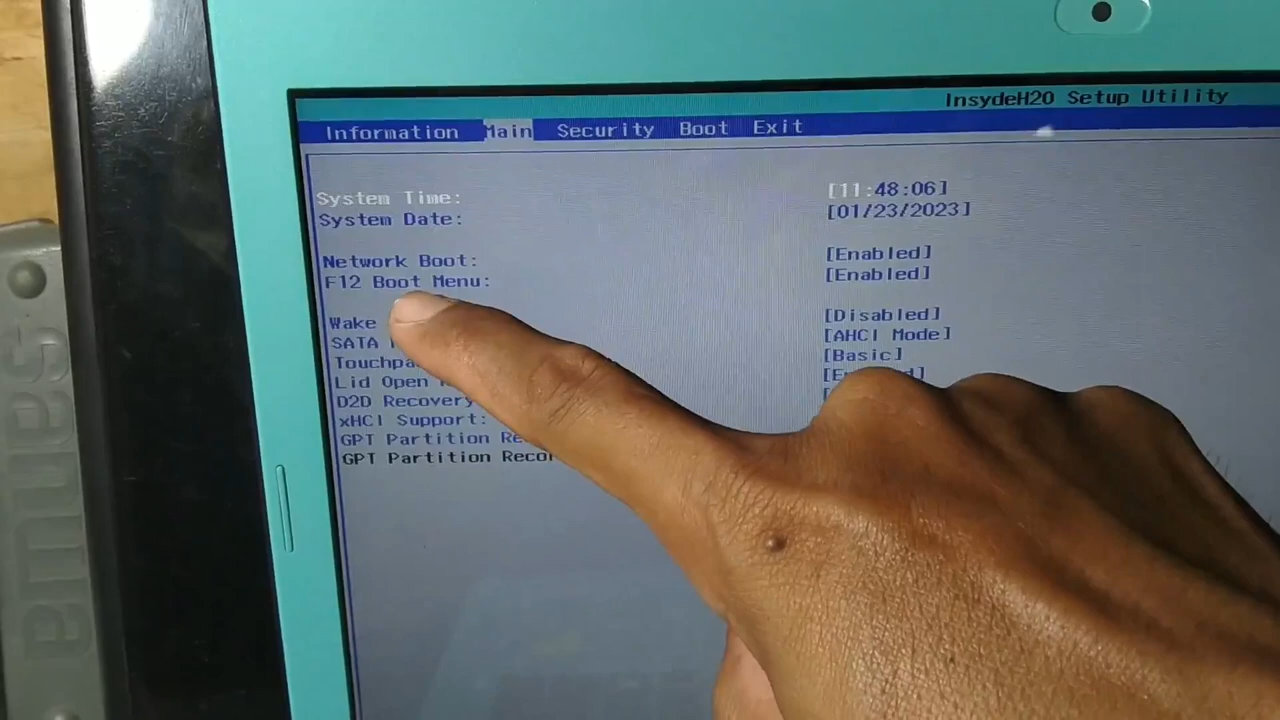 InsydeH20 Setup Utility
Information Main Security Boot Exit
System Time: [11:48:06]
System Date: [01/23/2023]
Network Boot: [Enabled]
F12 Boot Menu: [Enabled]
Wake [Disabled]
SATA [AHCI Mode]
[Basic]
Lid Open
D2D Recovery
xHCI Support:
GPT Partition
GPT Partition